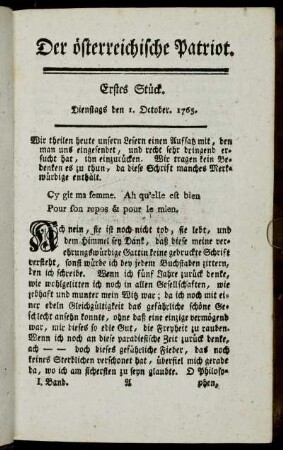 Der österreichische Patriot.
Erstes Stück.
Dienstags den 1. October. 1765.
Wir theilen heute unsern Lesern einen Auffatz mit, den
man uns eingesendet, und recht sehr dringend er-
sucht hat, ihn einzurücken. Wir tragen kein Be-
denken es zu thun, da diese Schrift manches Merk-
würdige enthält.
Cy git ma femme. Ah qu'elle est bien
Pour son repos & pour le mien.
Ach nein, sie ist noch nicht tod, sie lebt, und
dem Himmel sey Dank, daß diese meine ver-
ehrungswürdige Gattin keine gedruckte Schrift
versteht, sonst würde ich bey jedem Buchstaben zittern,
den ich schreibe. Wenn ich fünf Jahre zurück denke,
wie wohlgelitten ich noch in allen Gesellschaften, wie
lebhaft und munter mein Witz war; da ich noch mit ei-
ner edeln Gleichgültigkeit das überflüßige schöne Ge-
schlecht ansehn konnte, ohne daß eine einzige vermögend
war, mir dieses so edle Gut, die Freyheit zu rauben.
Wenn ich noch an diese paradiesische Zeit zurück denke,
ach — — doch dieses gefährliche Fieber, das noch
keines Sterblichen verschonet hat, überfiel mich gerade
da, wo ich am sichersten zu seyn glaubte. O Philoso-
I. Band. A phen,